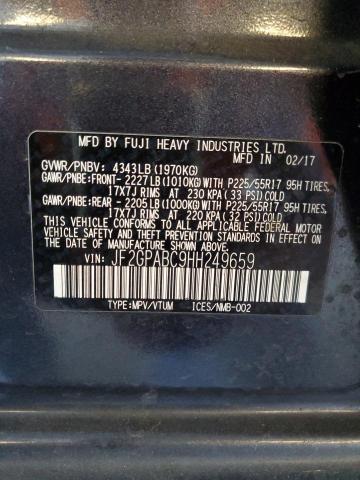 MFD BY FUJI HEAVY INDUSTRIES LTD.
MFD IN 02/17
GVWR/PNBV: 4343LB (1970KG)
GAWR/PNBE: FRONT- 2227LB (1010KG) WITH P225/55R17 95H TIRES,
17X7J RIMS AT 230 KPA (33 PSI) COLD
GAWR/PNBE: REAR - 2205LB (1000KG) WITH P225/55R17 95H TIRES,
17X7J RIMS AT 220 KPA (32 PSI) COLD
THIS VEHICLE CONFORMS TO ALL APPLICABLE FEDERAL MOTOR
VEHICLE SAFETY, BUMPER, AND THEFT PREVENTION STANDARDS
IN EFFECT ON THE DATE OF MANUFACTURE SHOWN ABOVE.
VIN: JF2GPABC9HH249659
TYPE: MPV/VTUM ICES/NMB-002